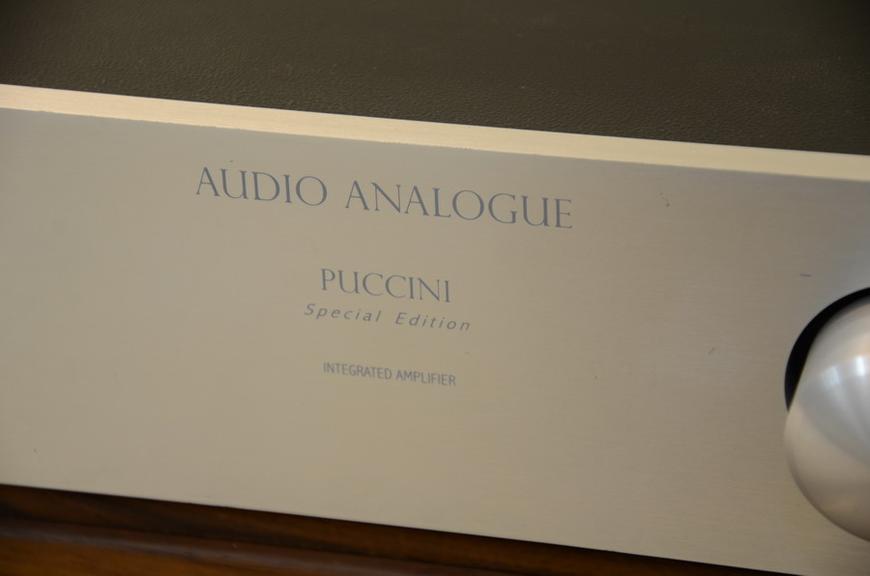 AUDIO ANALOGUE
PUCCINI
Special Edition
INTEGRATED AMPLIFIER